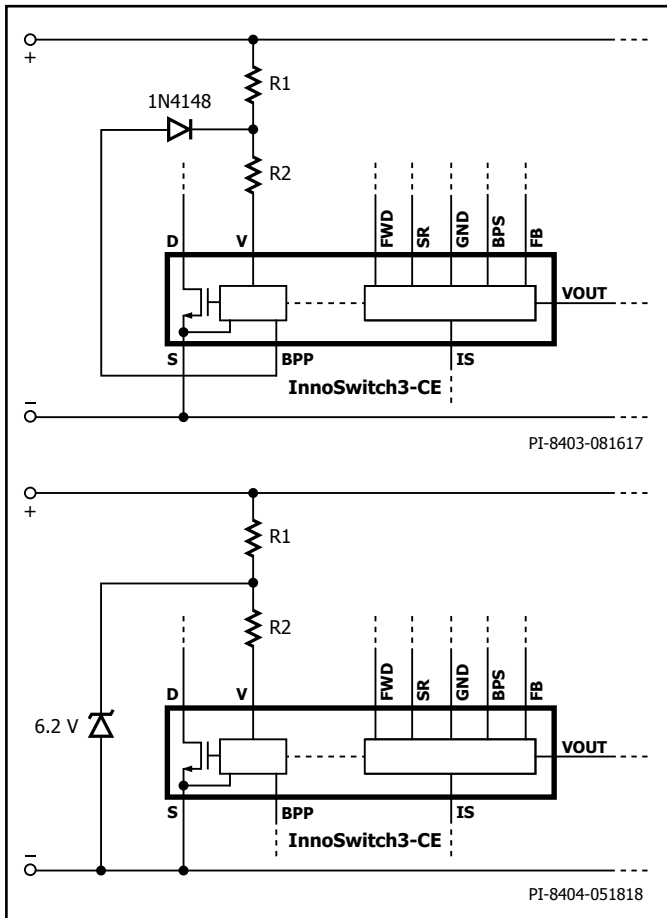 +
R1
1N4148
R2
D
V
FWD
SR
GND
BPS
FB
VOUT
S
BPP
IS
InnoSwitch3-CE
−
PI-8403-081617
+
R1
R2
D
V
FWD
SR
GND
BPS
FB
6.2 V
VOUT
S
BPP
IS
InnoSwitch3-CE
−
PI-8404-051818